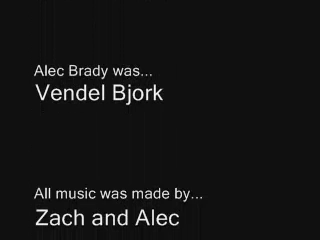 Alec Brady was...
Vendel Bjork
All music was made by...
Zach and Alec